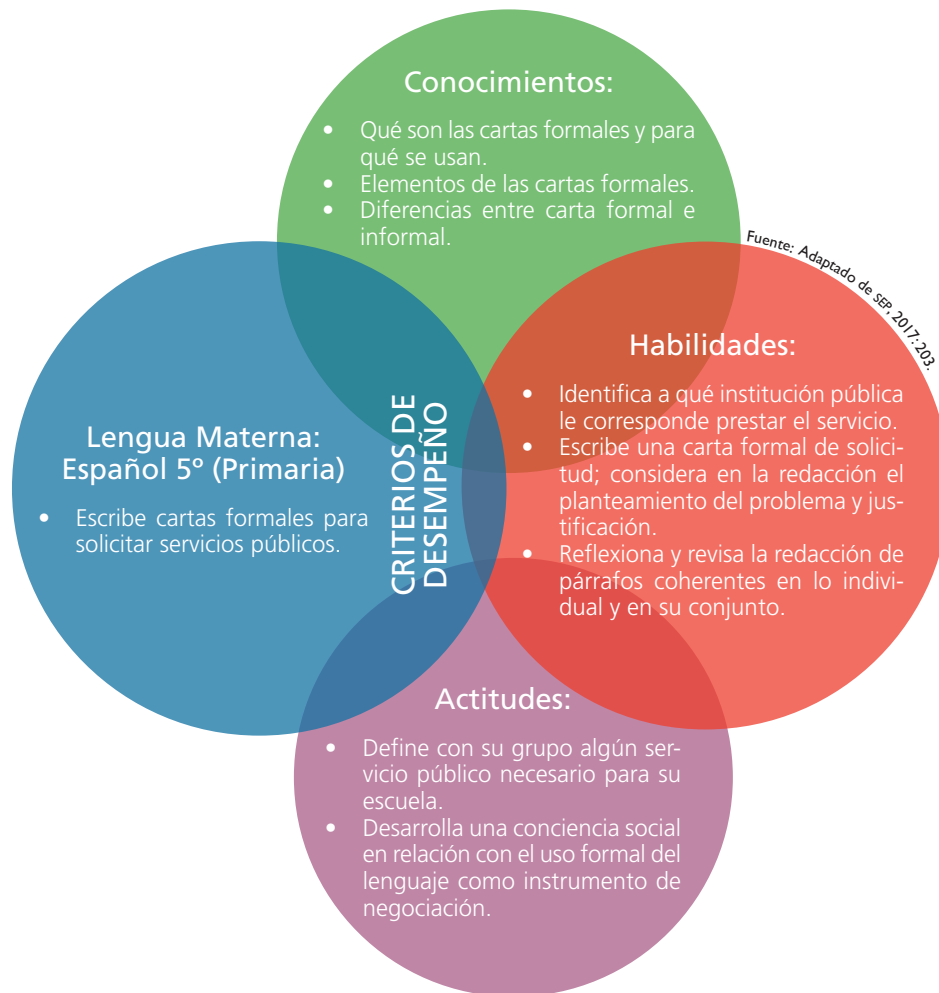 Conocimientos:
• Qué son las cartas formales y para
qué se usan.
• Elementos de las cartas formales.
• Diferencias entre carta formal e
informal.
Fuente: Adaptado de SEP, 2017: 203.
Lengua Materna:
Español 5º (Primaria)
• Escribe cartas formales para
solicitar servicios públicos.
CRITERIOS DE
DESEMPEÑO
Habilidades:
• Identifica a qué institución pública
le corresponde prestar el servicio.
• Escribe una carta formal de solici-
tud; considera en la redacción el
planteamiento del problema y jus-
tificación.
• Reflexiona y revisa la redacción de
párrafos coherentes en lo indivi-
dual y en su conjunto.
Actitudes:
• Define con su grupo algún ser-
vicio público necesario para su
escuela.
• Desarrolla una conciencia social
en relación con el uso formal del
lenguaje como instrumento de
negociación.